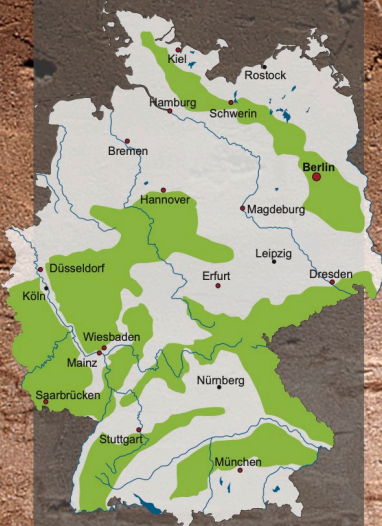 Kiel
Rostock
Hamburg
Schwerin
Bremen
Berlin
Hannover
Magdeburg
Leipzig
Düsseldorf
Erfurt
Dresden
Köln
Wiesbaden
Mainz
Nürnberg
Saarbrücken
Stuttgart
München